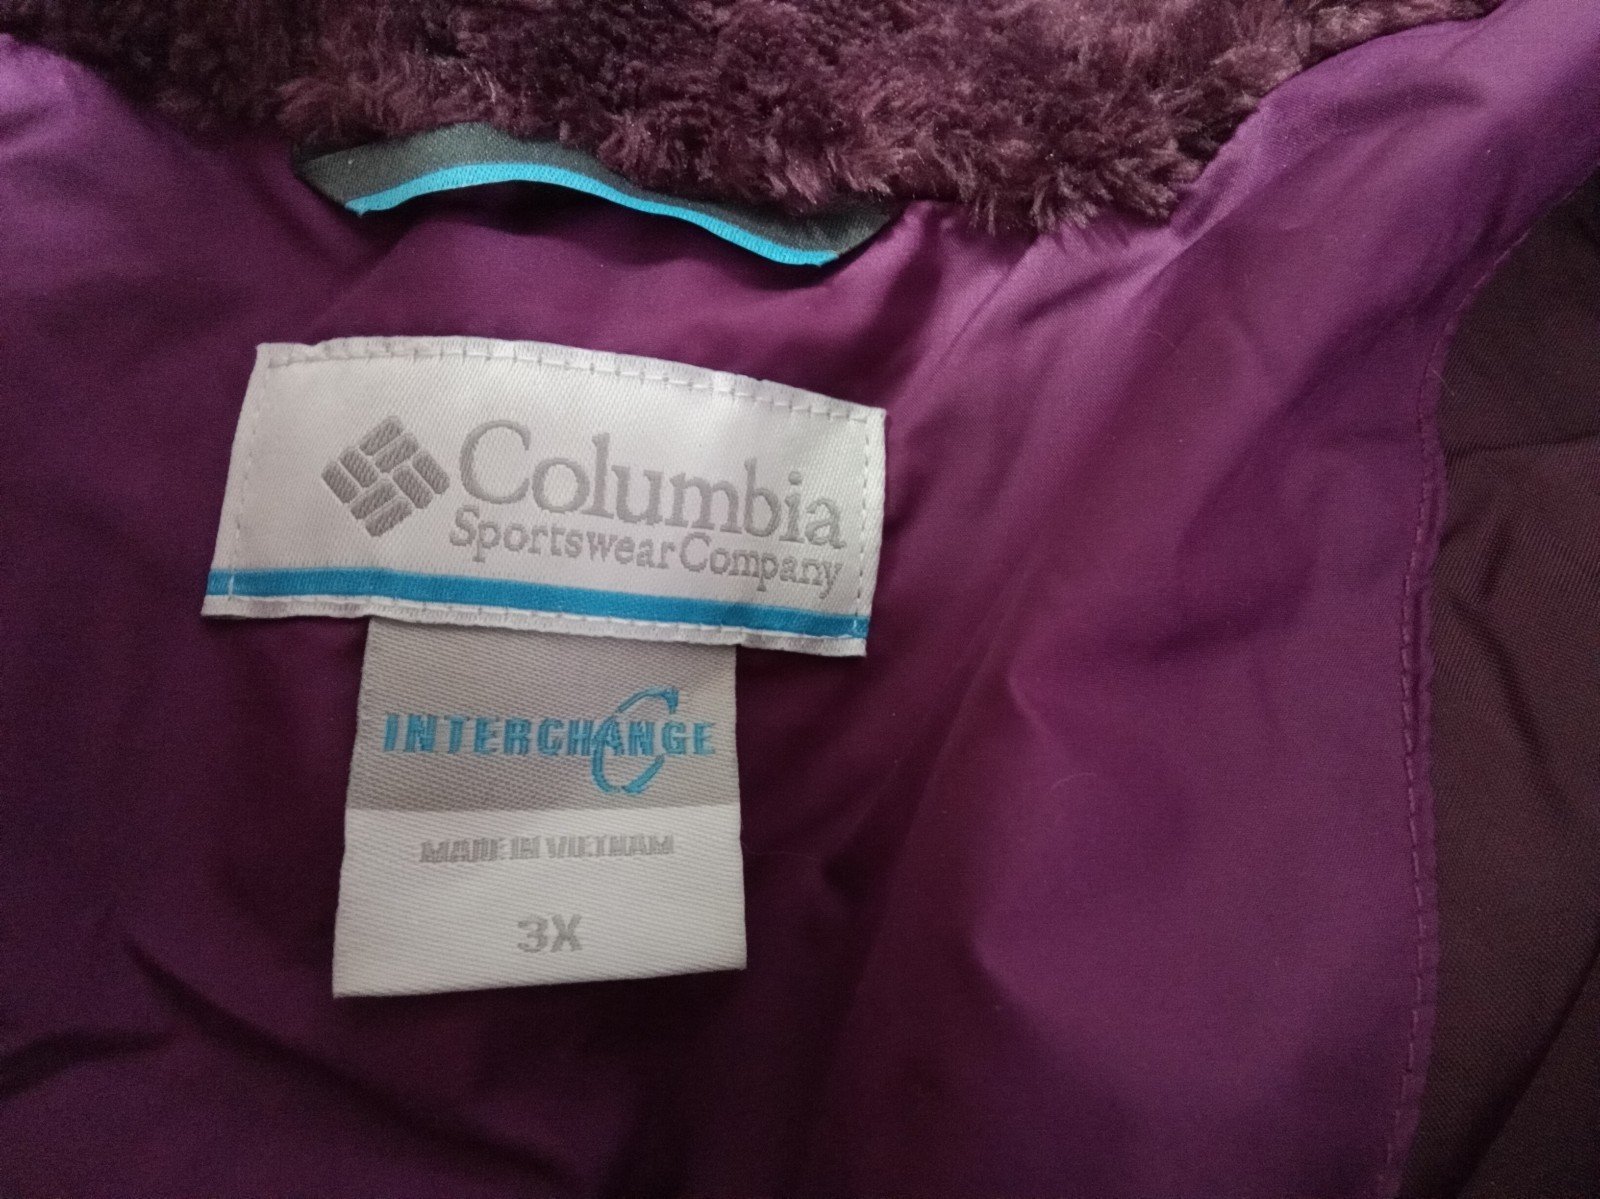 Columbia
Sportswear Company
INTERCHANGE
MADE IN VIETNAM
3X